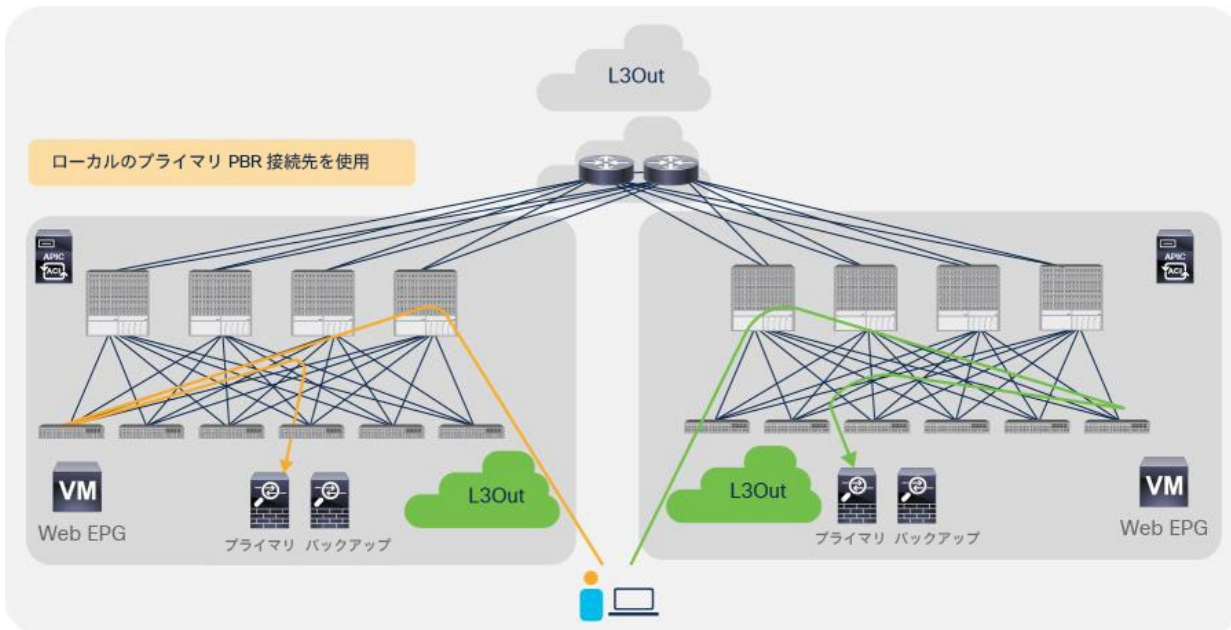 L3Out
ローカルのプライマリ PBR 接続先を使用
APIC
ACI
VM
Web EPG
プライマリ バックアップ
L3Out
APIC
ACI
L3Out
プライマリ バックアップ
VM
Web EPG